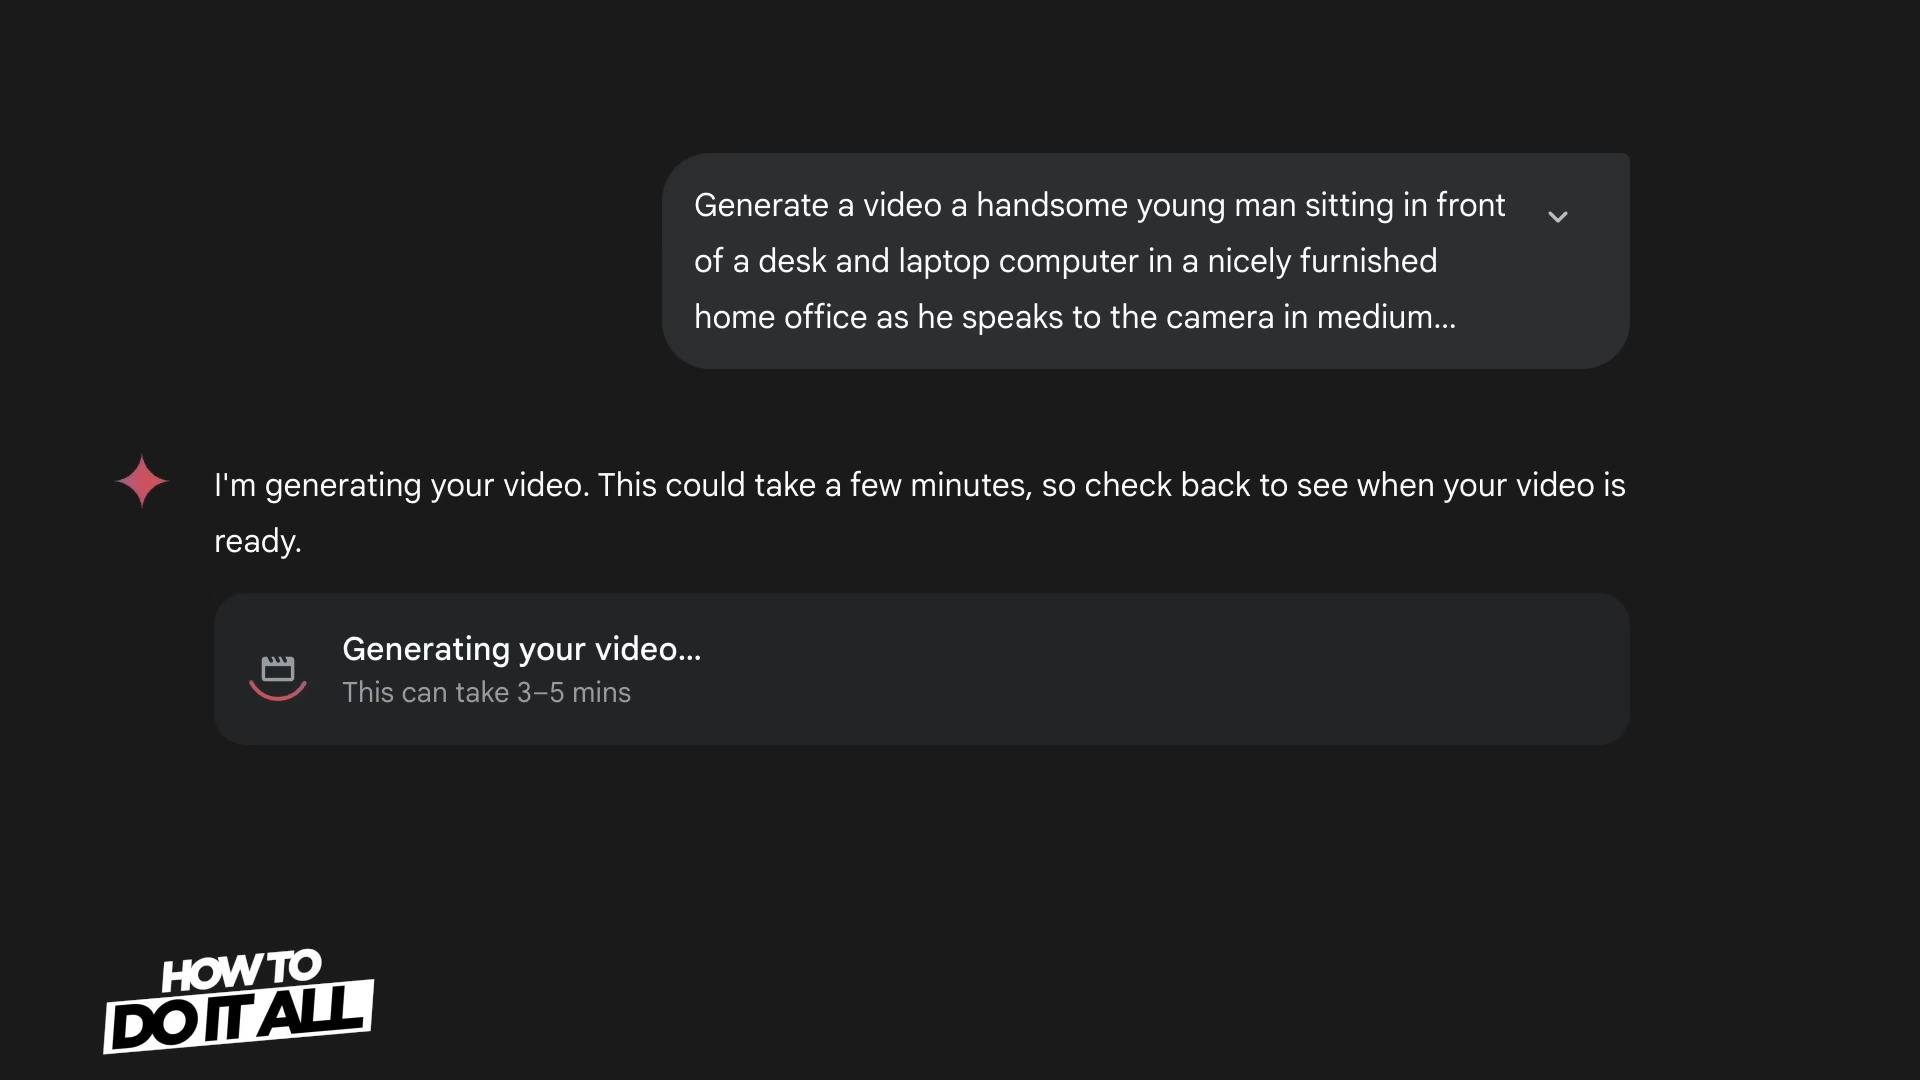 Generate a video a handsome young man sitting in front
of a desk and laptop computer in a nicely furnished
home office as he speaks to the camera in medium...
I'm generating your video. This could take a few minutes, so check back to see when your video is
ready.
Generating your video...
This can take 3–5 mins
HOW TO
DO IT ALL